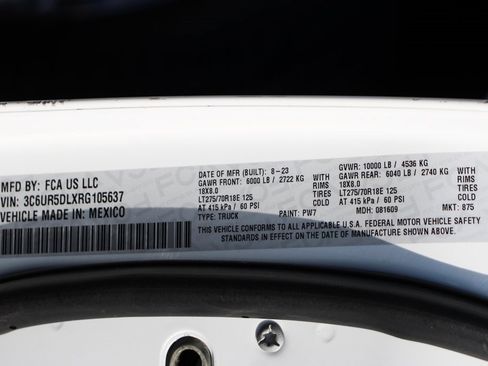 MFD BY: FCA US LLC
VIN: 3C6UR5DLXRG105637
VEHICLE MADE IN: MEXICO
DATE OF MFR (BUILT): 8-23 GVWR: 10000 LB / 4536 KG
GAWR FRONT: 6000 LB / 2722 KG GAWR REAR: 6040 LB / 2740 KG
18X8.0 RIMS 18X8.0 RIMS
LT275/70R18E 125 TIRES LT275/70R18E 125 TIRES
AT 415 kPa / 60 PSI COLD AT 415 kPa / 60 PSI COLD
TYPE: TRUCK PAINT: PW7 MDH: 081609 MKT: 875
THIS VEHICLE CONFORMS TO ALL APPLICABLE U.S.A. FEDERAL MOTOR VEHICLE SAFETY
STANDARDS IN EFFECT ON THE DATE OF MANUFACTURE SHOWN ABOVE.